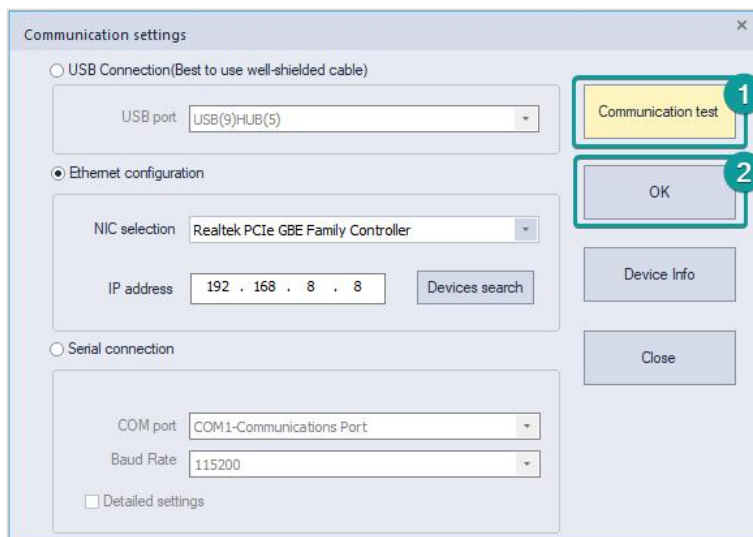 Communication settings
×
USB Connection(Best to use well-shielded cable)
USB port USB(9)HUB(5)
Communication test 1
Ethernet configuration
OK 2
NIC selection Realtek PCIe GBE Family Controller
IP address 192 . 168 . 8 . 8 Devices search
Device Info
Serial connection
Close
COM port COM1-Communications Port
Baud Rate 115200
Detailed settings